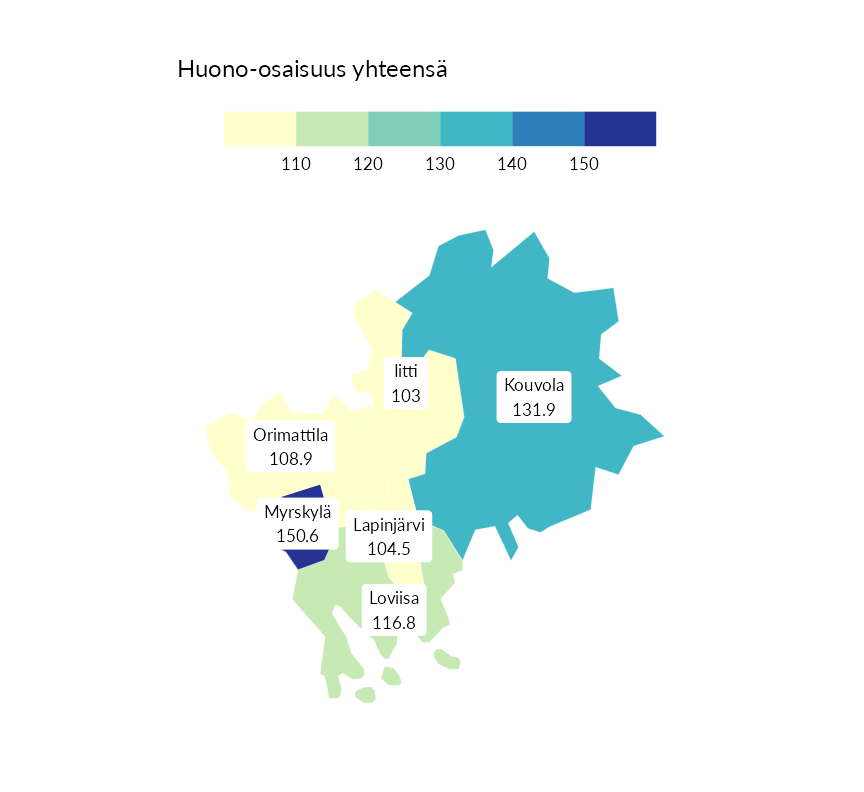 Huono-osaisuus yhteensä
110 120 130 140 150
Iitti
103
Kouvola
131.9
Orimattila
108.9
Myrskylä
150.6
Lapinjärvi
104.5
Loviisa
116.8